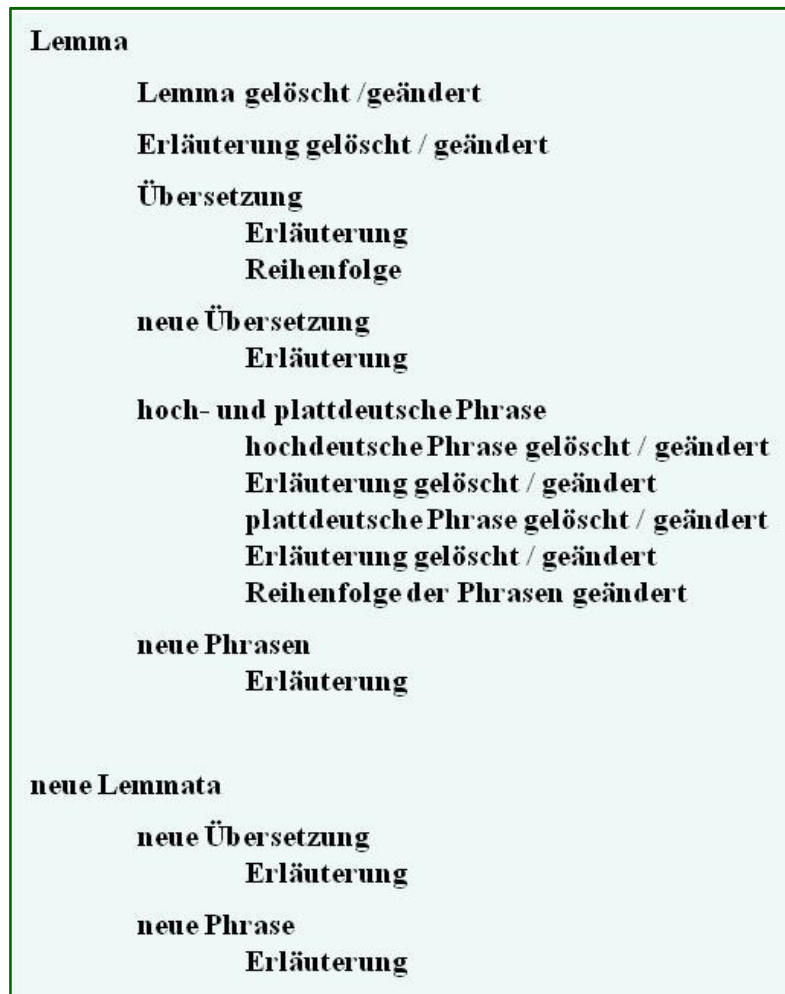 Lemma
Lemma gelöscht /geändert
Erläuterung gelöscht / geändert
Übersetzung
Erläuterung
Reihenfolge
neue Übersetzung
Erläuterung
hoch- und plattdeutsche Phrase
hochdeutsche Phrase gelöscht / geändert
Erläuterung gelöscht / geändert
plattdeutsche Phrase gelöscht / geändert
Erläuterung gelöscht / geändert
Reihenfolge der Phrasen geändert
neue Phrasen
Erläuterung
neue Lemmata
neue Übersetzung
Erläuterung
neue Phrase
Erläuterung